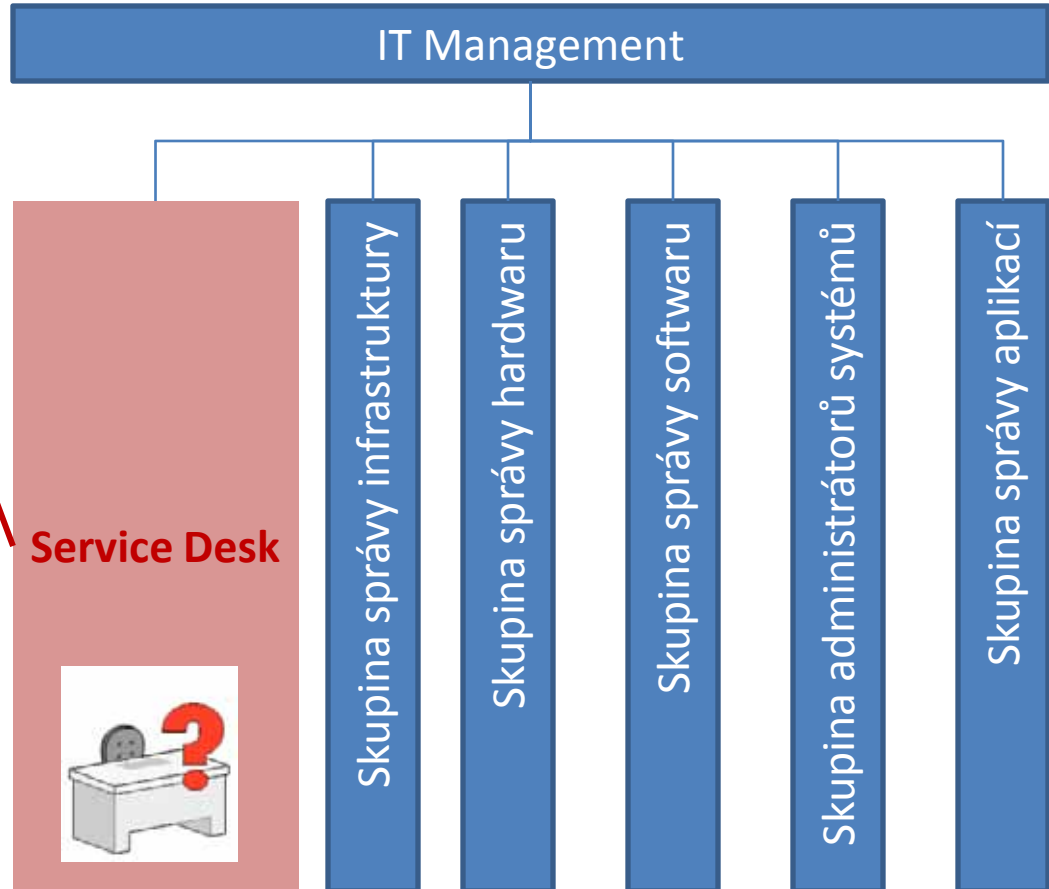 IT Management
Service Desk
Skupina správy infrastruktury
Skupina správy hardwaru
Skupina správy softwaru
Skupina administrátorů systémů
Skupina správy aplikací
?